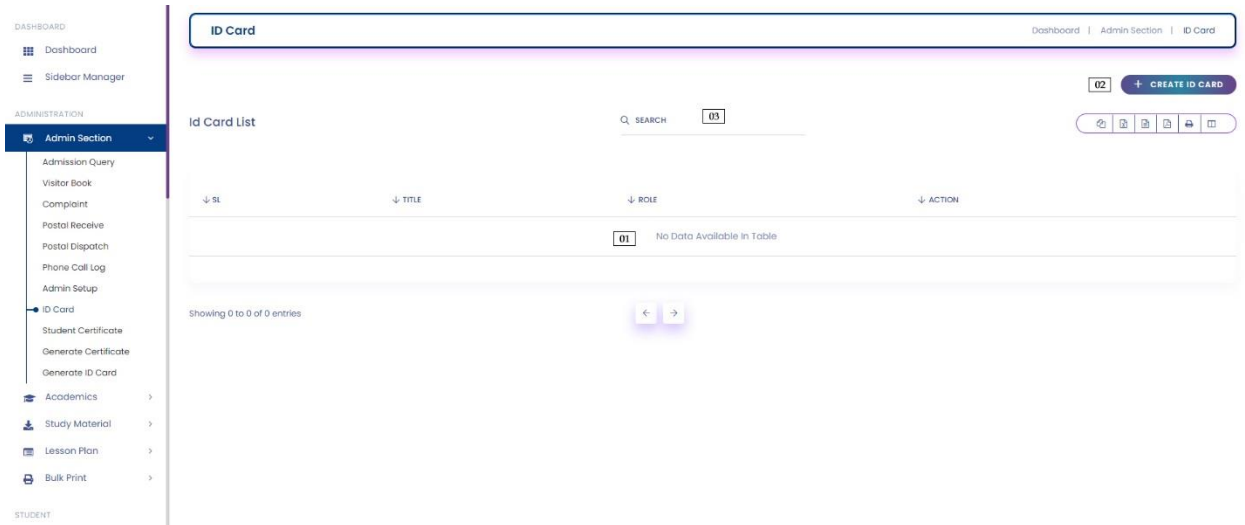 DASHBOARD
Dashboard
Sidebar Manager
ADMINISTRATION
Admin Section
Admission Query
Visitor Book
Complaint
Postal Receive
Postal Dispatch
Phone Call Log
Admin Setup
ID Card
Student Certificate
Generate Certificate
Generate ID Card
Academics
Study Material
Lesson Plan
Bulk Print
STUDENT
ID Card
Dashboard | Admin Section | ID Card
02 + CREATE ID CARD
Id Card List
SEARCH 03
SL TITLE ROLE ACTION
01 No Data Available In Table
Showing 0 to 0 of 0 entries